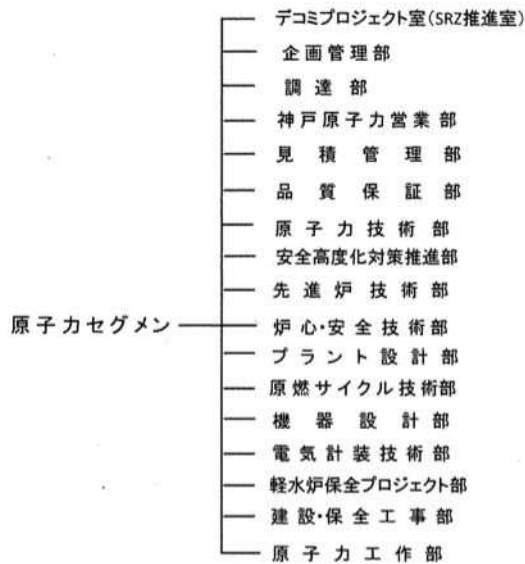 デコミプロジェクト室(SRZ推進室)
企画管理部
調達部
神戸原子力営業部
見積管理部
品質保証部
原子力技術部
安全高度化対策推進部
先進炉技術部
原子力セグメン
炉心・安全技術部
プラント設計部
原燃サイクル技術部
機器設計部
電気計装技術部
軽水炉保全プロジェクト部
建設・保全工事部
原子力工作部